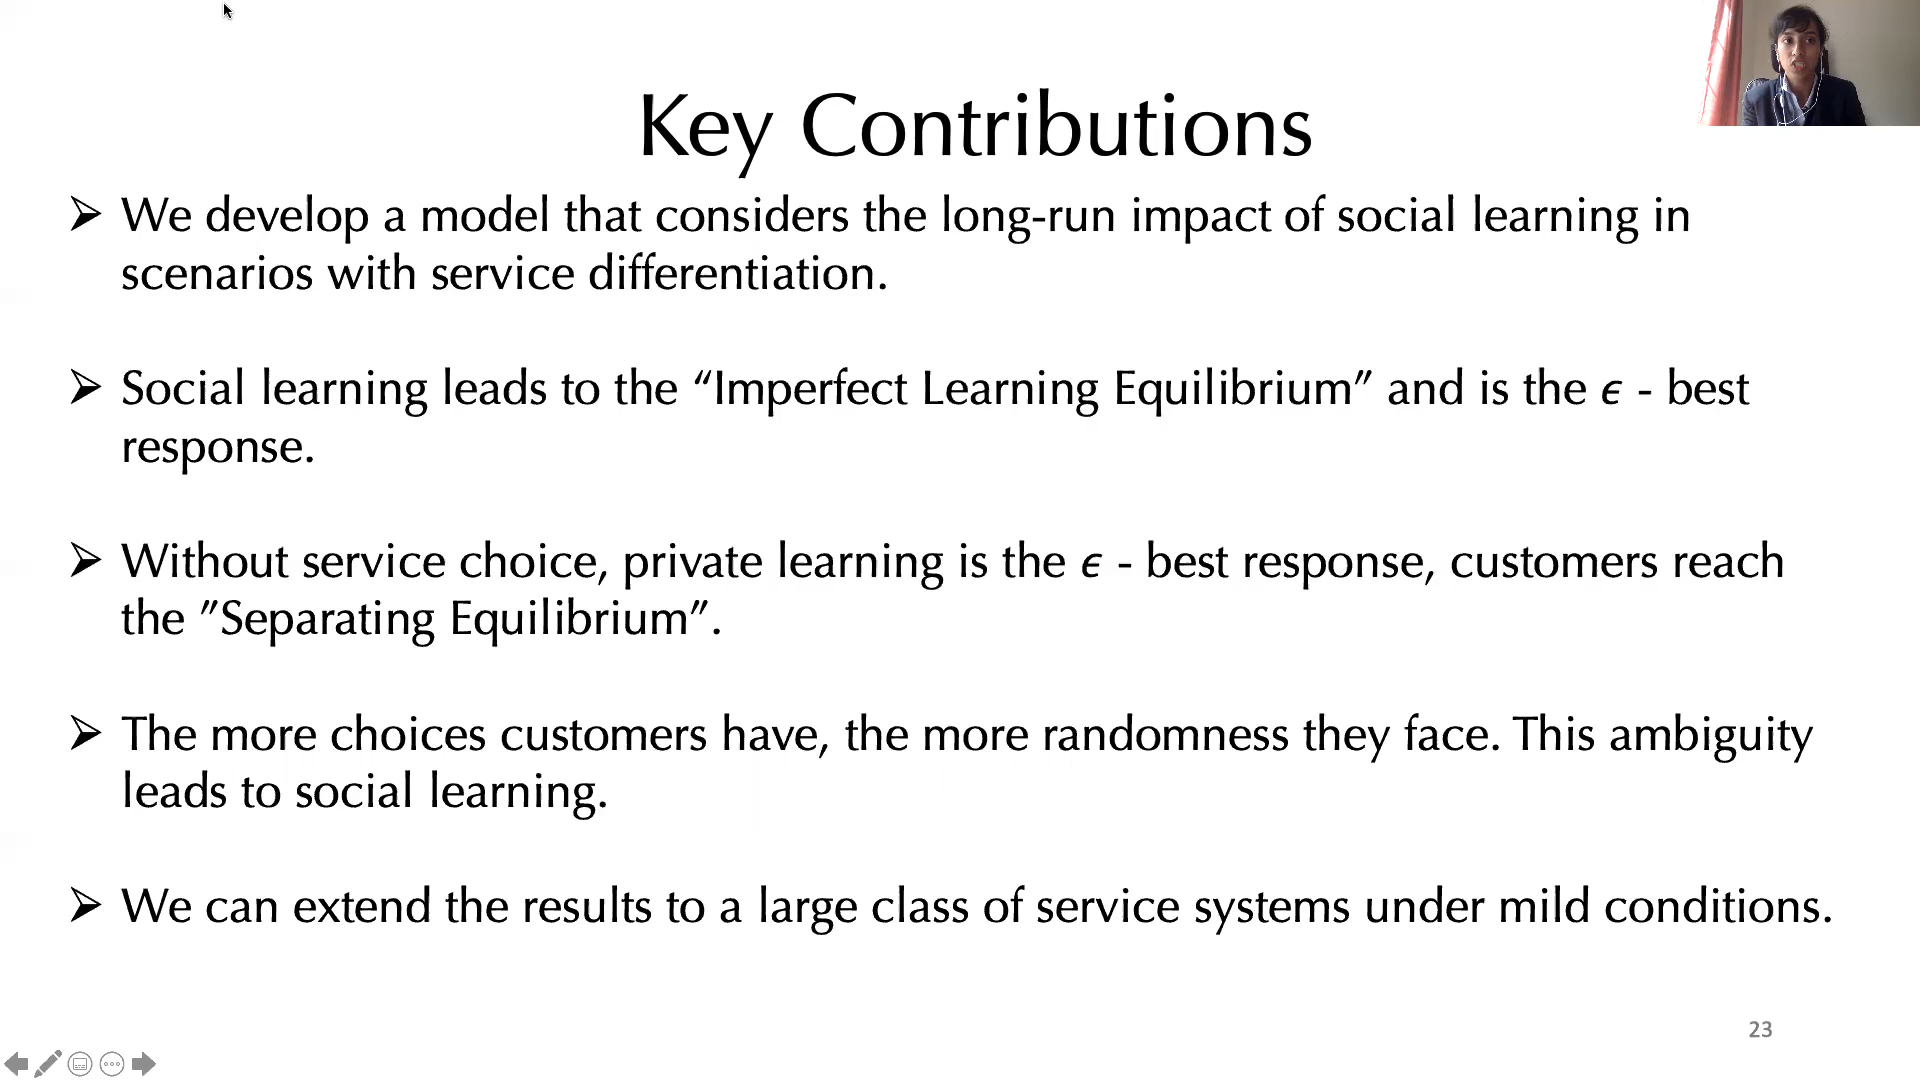 Key Contributions
➢ We develop a model that considers the long-run impact of social learning in
scenarios with service differentiation.
➢ Social learning leads to the “Imperfect Learning Equilibrium” and is the ϵ - best
response.
➢ Without service choice, private learning is the ϵ - best response, customers reach
the ”Separating Equilibrium”.
➢ The more choices customers have, the more randomness they face. This ambiguity
leads to social learning.
➢ We can extend the results to a large class of service systems under mild conditions.
23